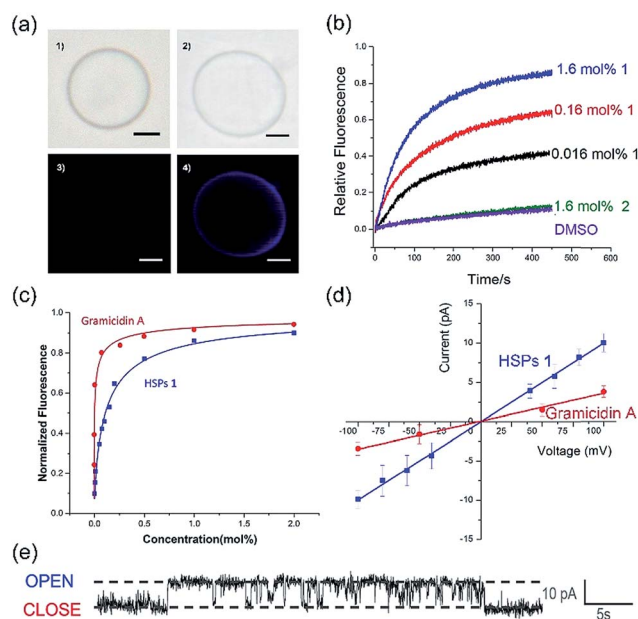 (a)
1)
2)
3)
4)
(b)
Relative Fluorescence
1.0
0.8
0.6
0.4
0.2
0.0
1.6 mol% 1
0.16 mol% 1
0.016 mol% 1
1.6 mol% 2
DMSO
0 100 200 300 400 500 600
Time/s
(c)
Normalized Fluorescence
1.0
0.8
0.6
0.4
0.2
0.0
Gramicidin A
HSPs 1
0.0 0.5 1.0 1.5 2.0
Concentration(mol%)
(d)
Current (pA)
15
10
5
0
-5
-10
-15
HSPs 1
Gramicidin A
-100 -75 -50 -25 0 25 50 75 100
Voltage (mV)
(e)
OPEN
CLOSE
10 pA
5s